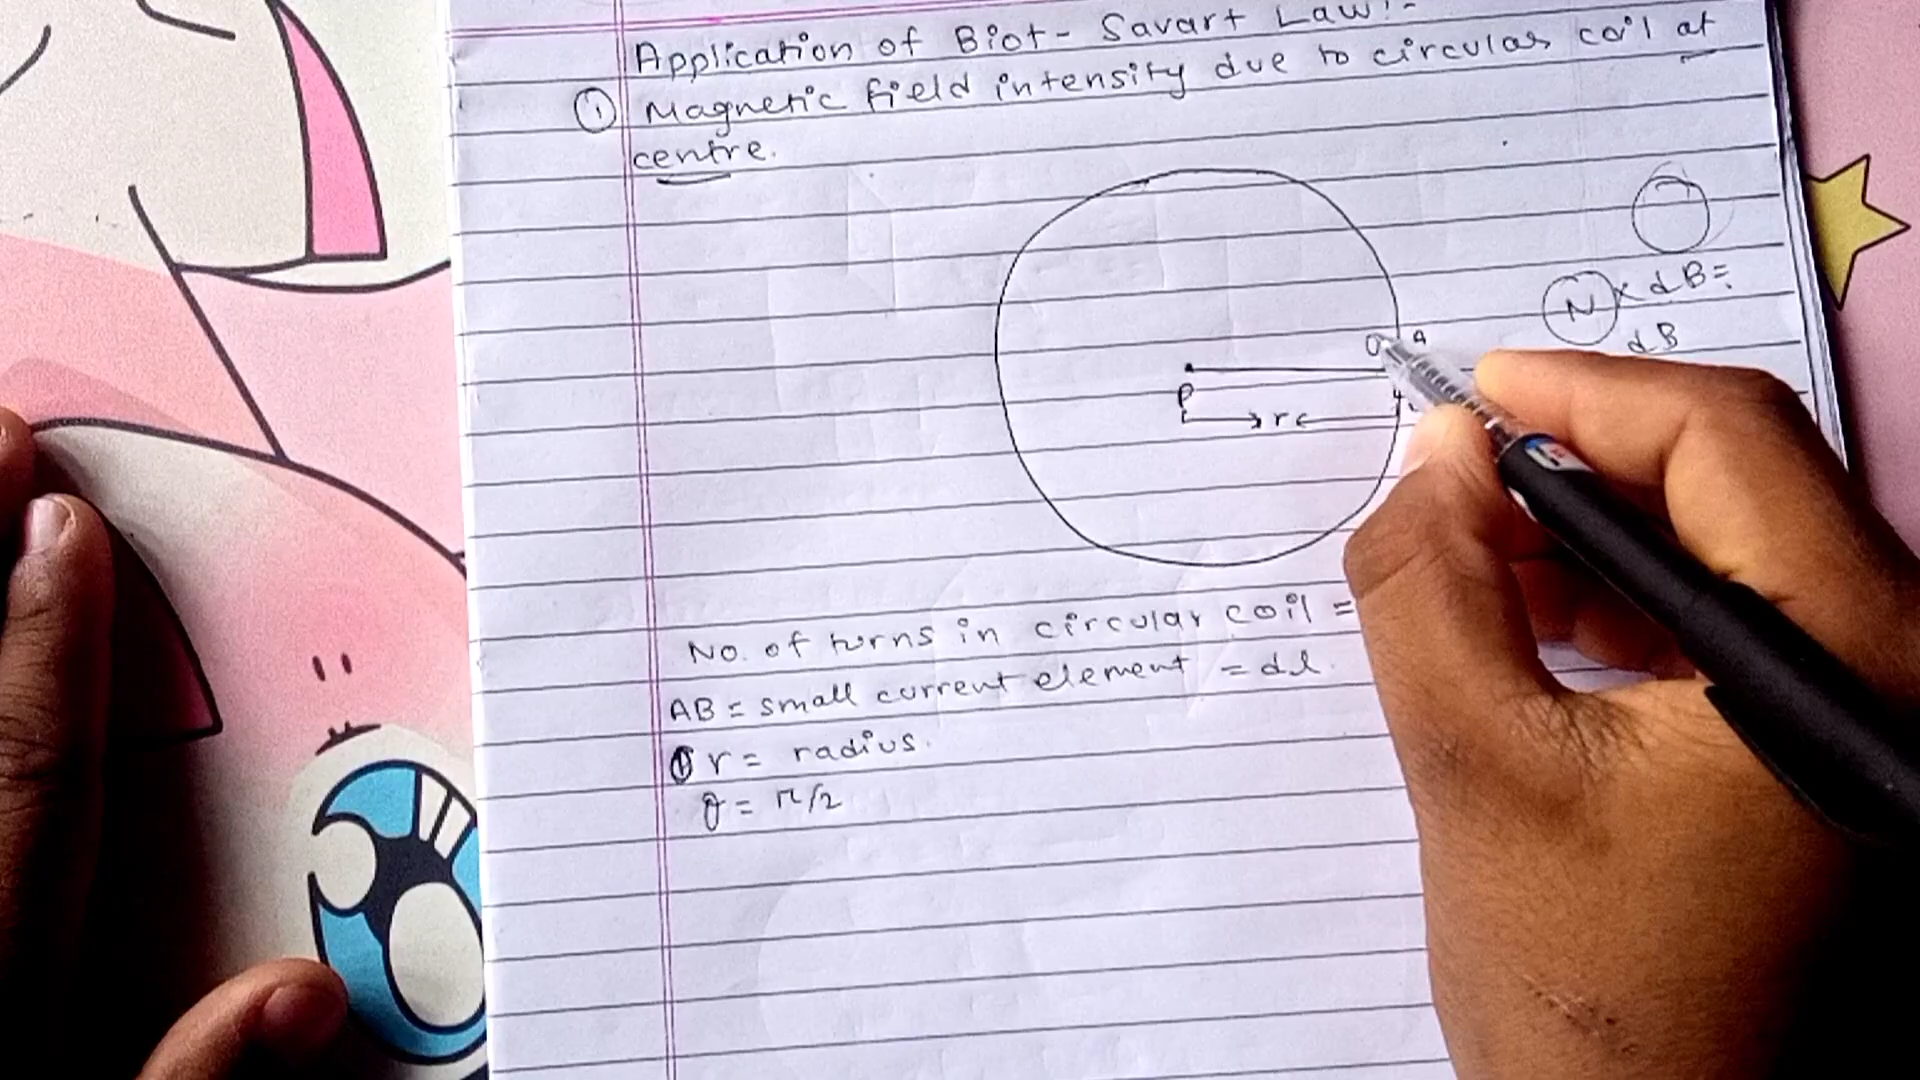 Application of Biot-Savart Law:-
① Magnetic field intensity due to circular coil at
centre.
N x dB =
dB
θ A
P
r
No. of turns in circular coil =
AB = small current element = dl.
r = radius.
θ = π/2